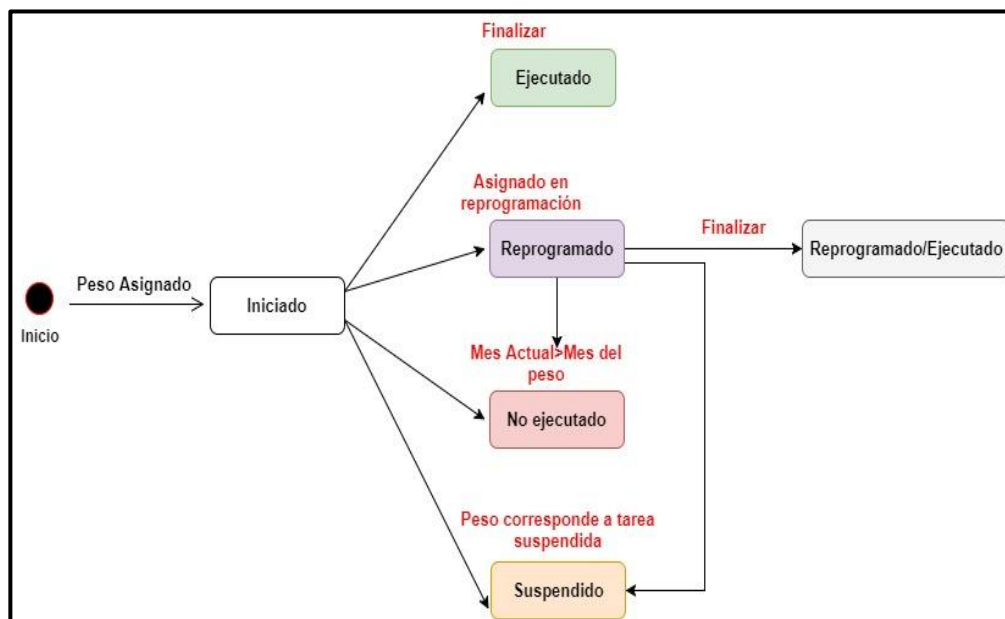 Finalizar
Ejecutado
Asignado en
reprogramación
Reprogramado
Finalizar
Reprogramado/Ejecutado
Peso Asignado
Iniciado
Inicio
Mes Actual>Mes del
peso
No ejecutado
Peso corresponde a tarea
suspendida
Suspendido